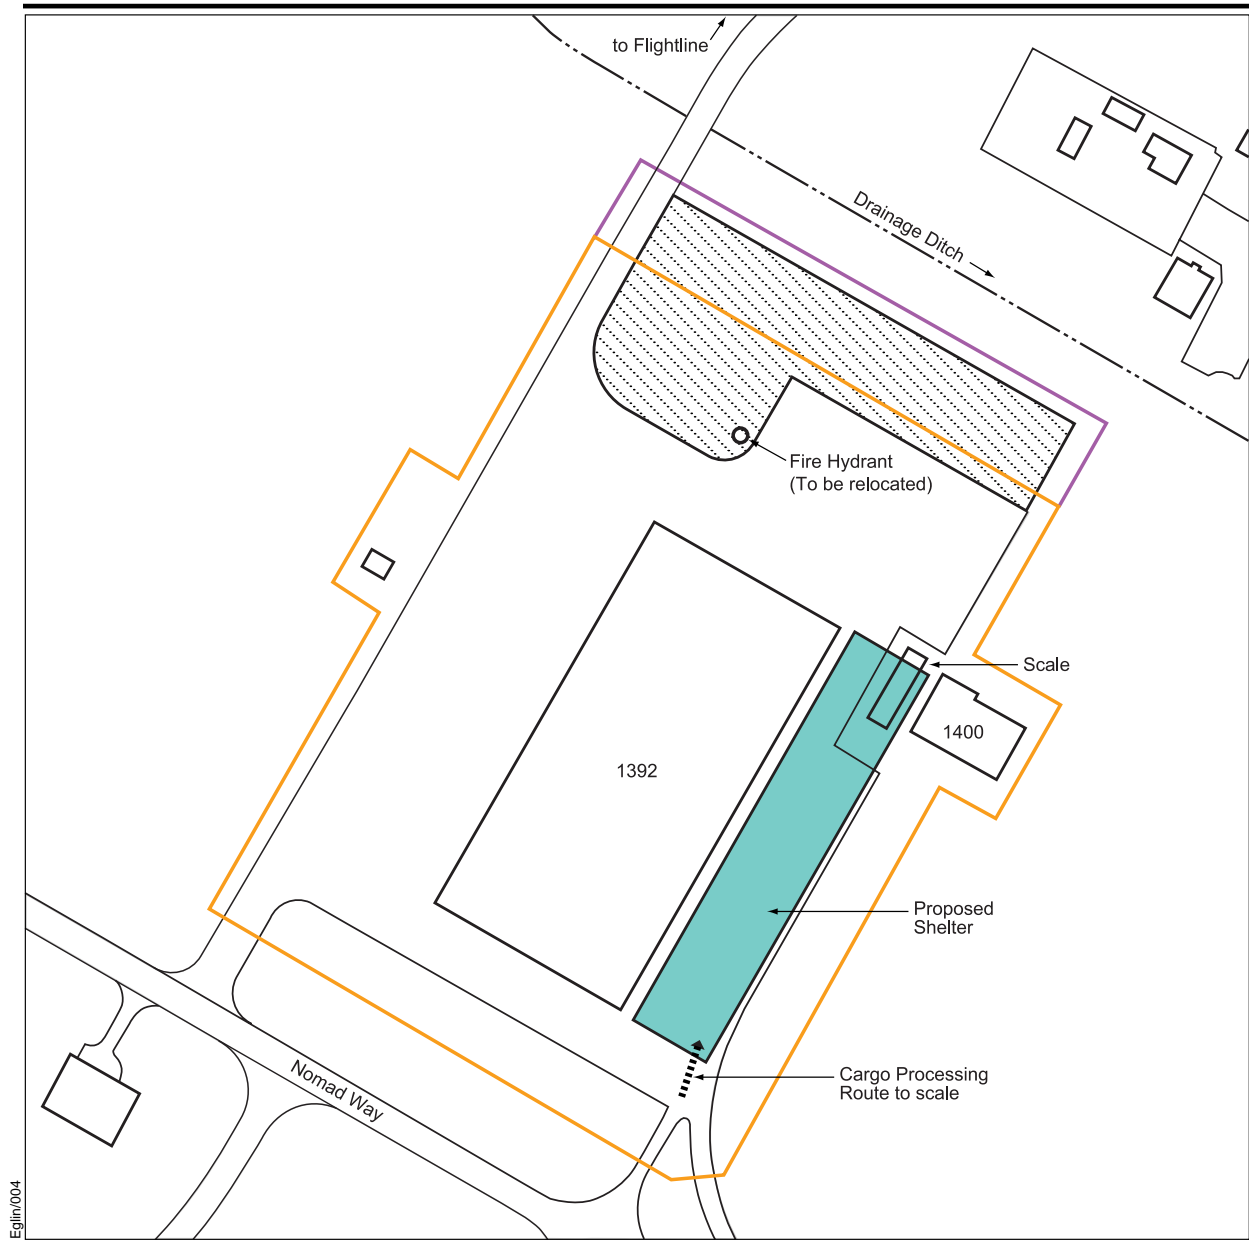 to Flightline
Drainage Ditch
Fire Hydrant
(To be relocated)
Scale
1400
1392
Proposed
Shelter
Cargo Processing
Route to scale
Nomad Way
Eglin/004